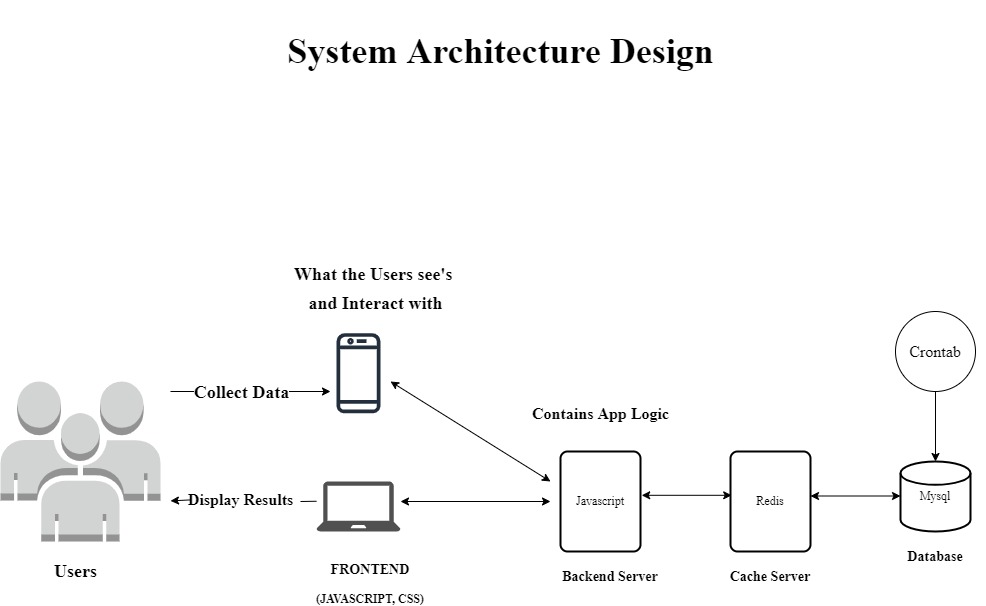 System Architecture Design
What the Users see's
and Interact with
Crontab
Collect Data
Contains App Logic
Display Results
Javascript
Redis
Mysql
Users
FRONTEND
(JAVASCRIPT, CSS)
Backend Server
Cache Server
Database